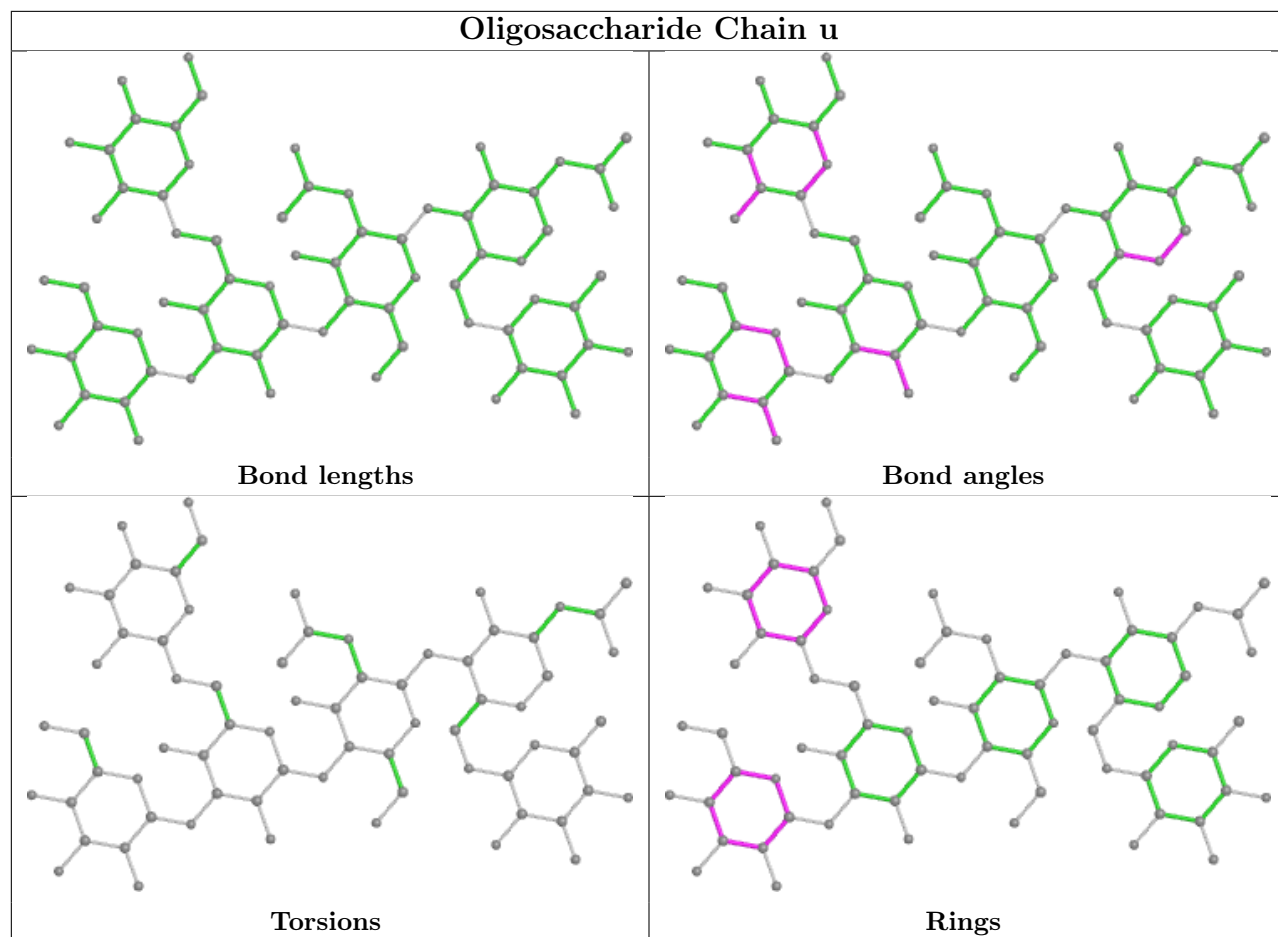 Oligosaccharide Chain u
Bond lengths
Bond angles
Torsions
Rings